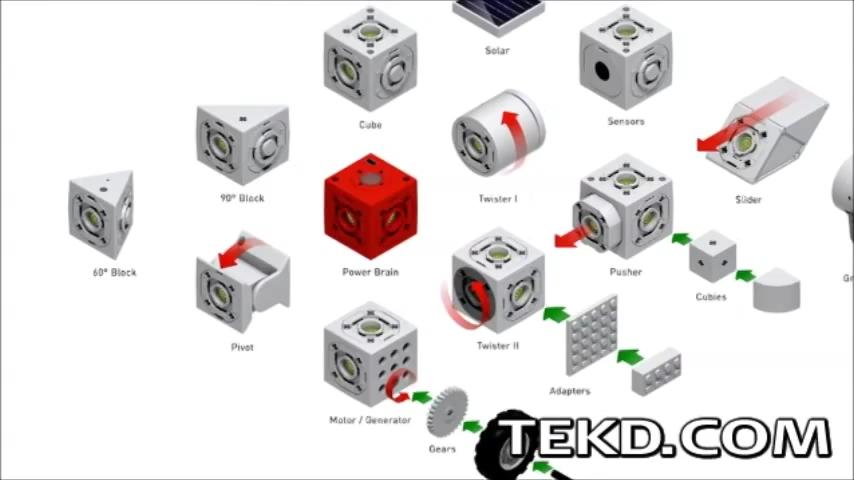 Solar
Cube
Sensors
90° Block
Twister I
Slider
60° Block
Power Brain
Pusher
Cubies
Pivot
Twister II
Adapters
Motor / Generator
Gears
TEKD.COM